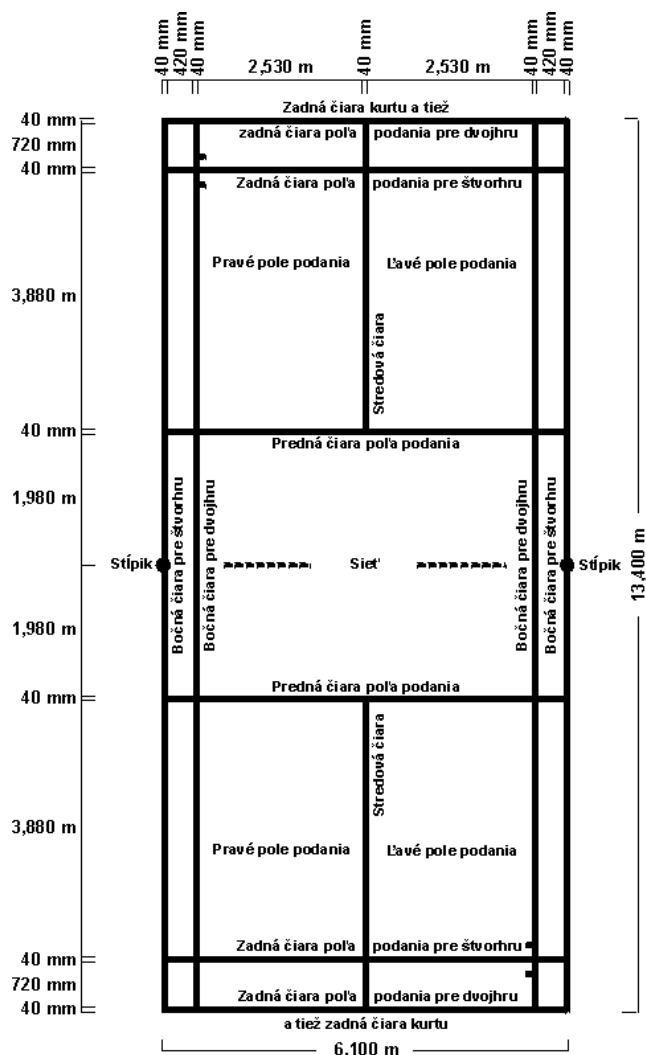 40 mm
420 mm
40 mm
2,530 m
40 mm
2,530 m
40 mm
420 mm
40 mm
Zadná čiara kurtu a tiež
40 mm
zadná čiara poľa podania pre dvojhru
720 mm
40 mm
Zadná čiara poľa podania pre štvorhru
Pravé pole podania
Ľavé pole podania
3,880 m
Stredová čiara
40 mm
Predná čiara poľa podania
1,980 m
Bočná čiara pre štvorhru
Bočná čiara pre dvojhru
Bočná čiara pre dvojhru
Bočná čiara pre štvorhru
Stĺpik
Sieť
Stĺpik
13,400 m
1,980 m
Predná čiara poľa podania
40 mm
Stredová čiara
3,880 m
Pravé pole podania
Ľavé pole podania
Zadná čiara poľa podania pre štvorhru
40 mm
720 mm
Zadná čiara poľa podania pre dvojhru
40 mm
a tiež zadná čiara kurtu
6,100 m